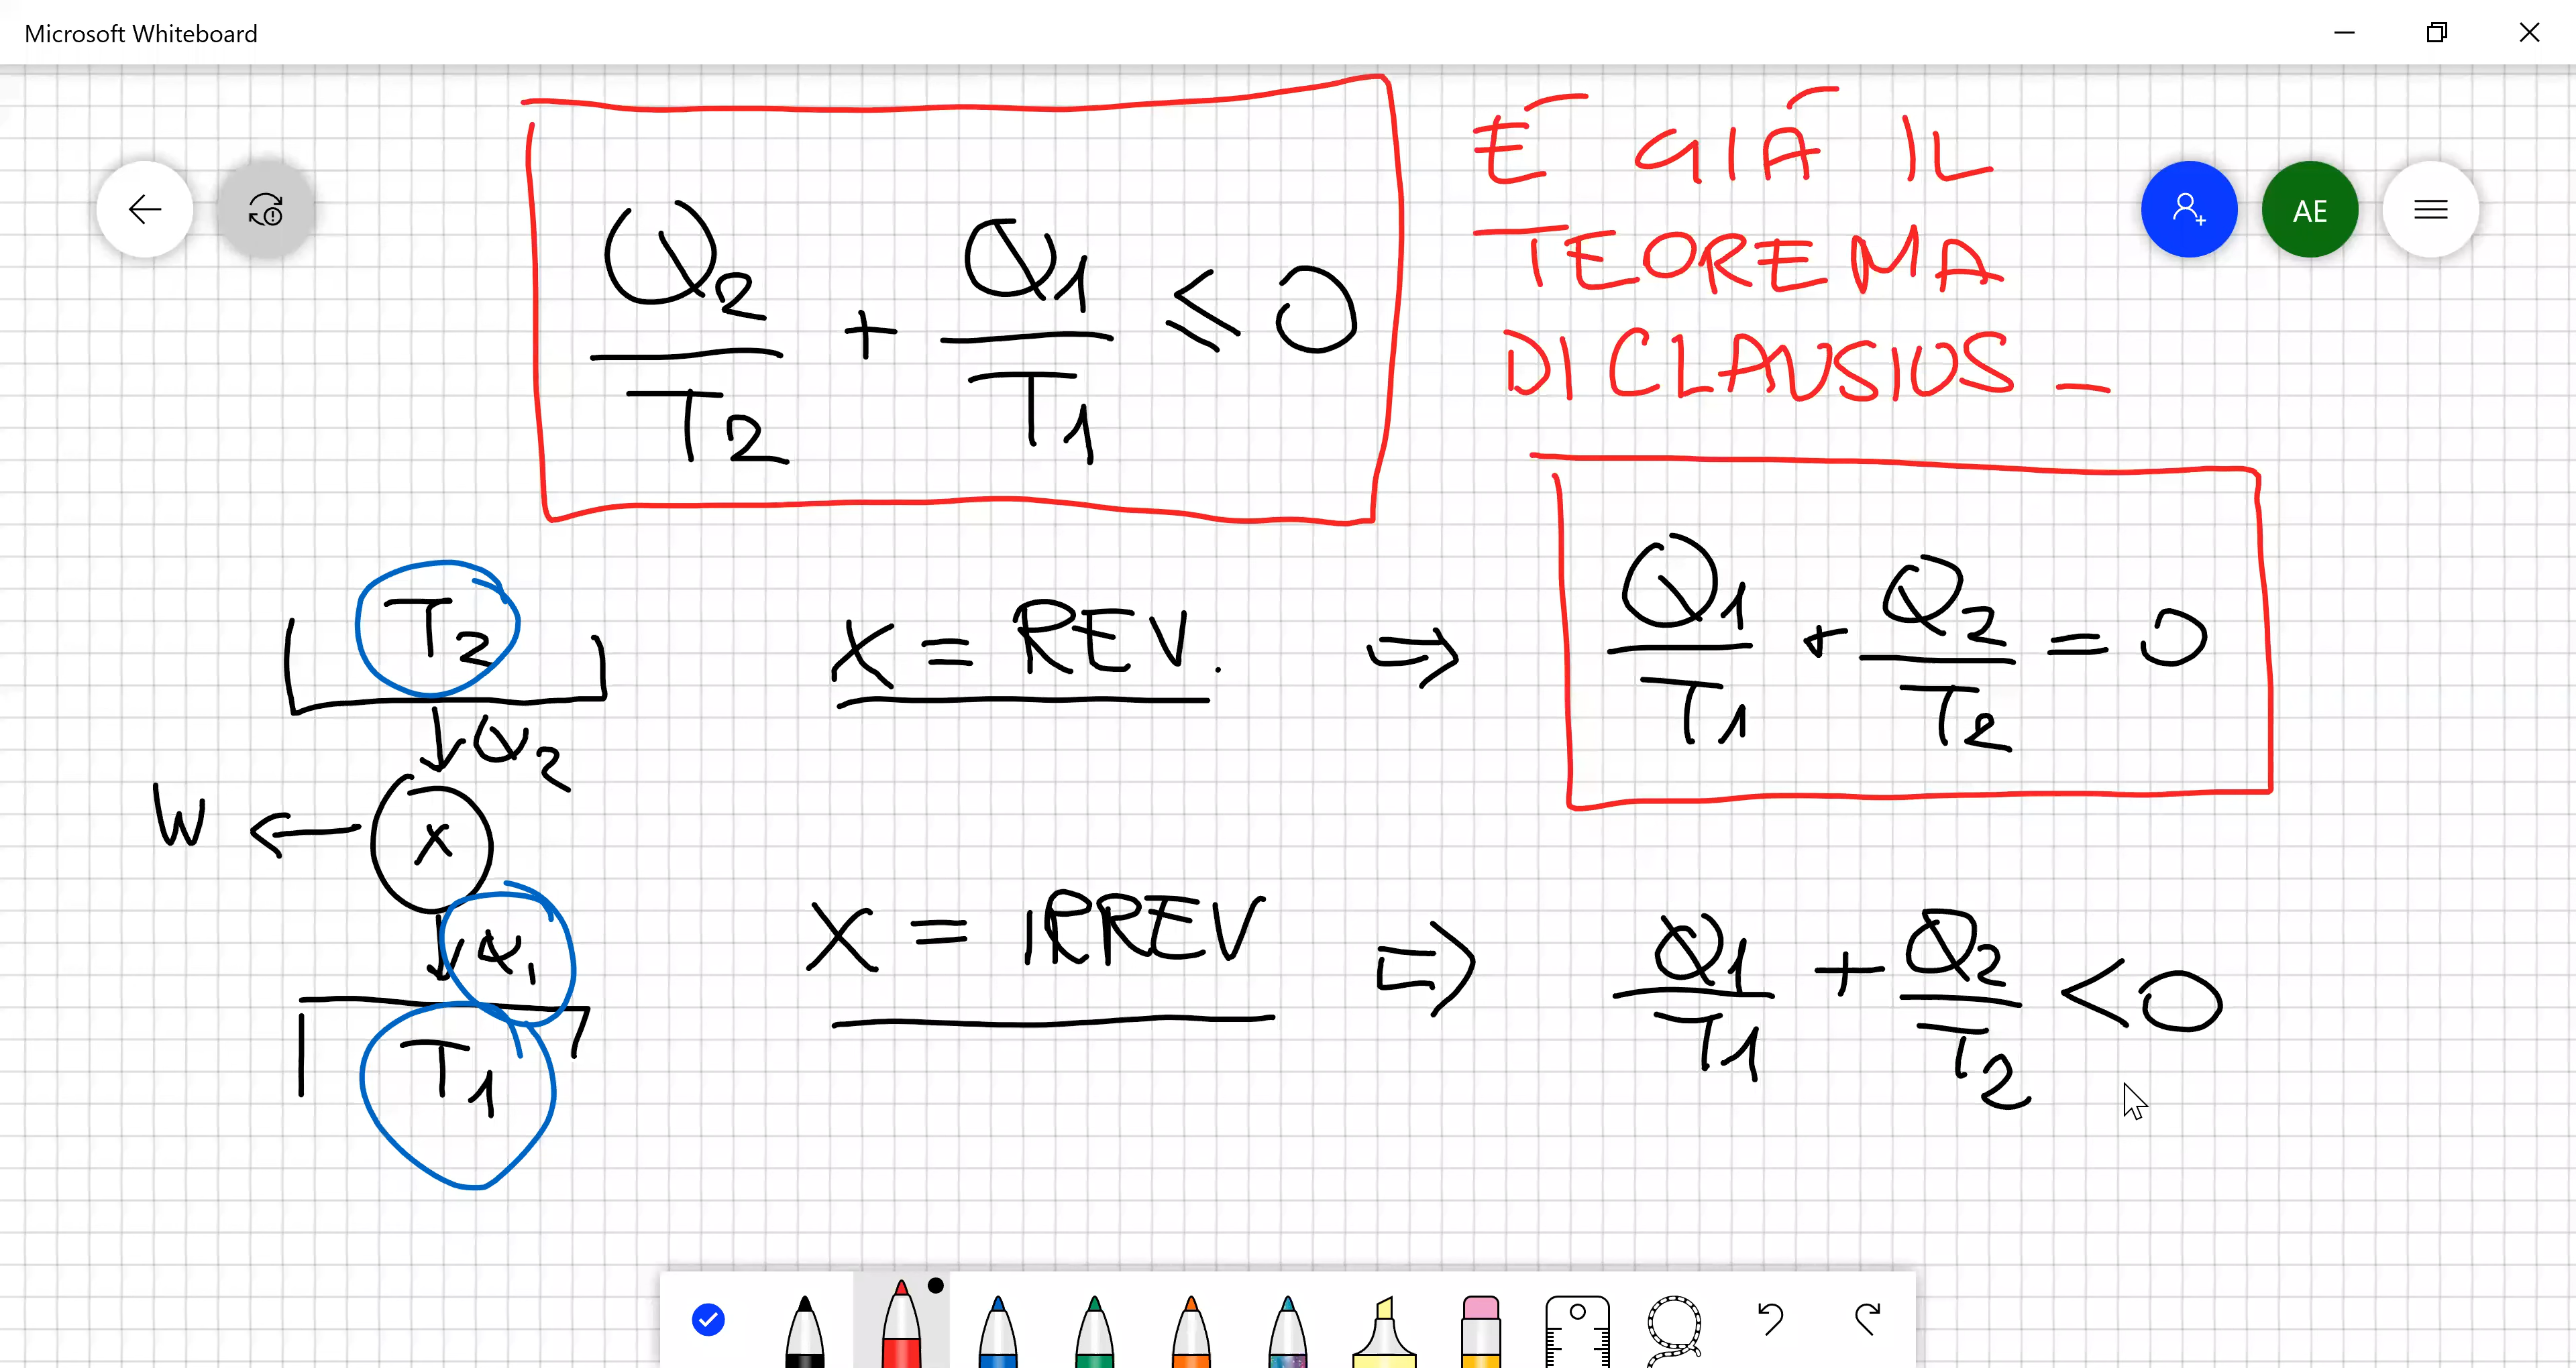 Microsoft Whiteboard
Q2/T2 + Q1/T1 ≤ 0
É GIÁ IL
TEOREMA
DI CLAUSIUS -
AE
T2
Q2
W
X
Q1
T1
X = REV. ⇒ Q1/T1 + Q2/T2 = 0
X = IRREV ⇒ Q1/T1 + Q2/T2 < 0